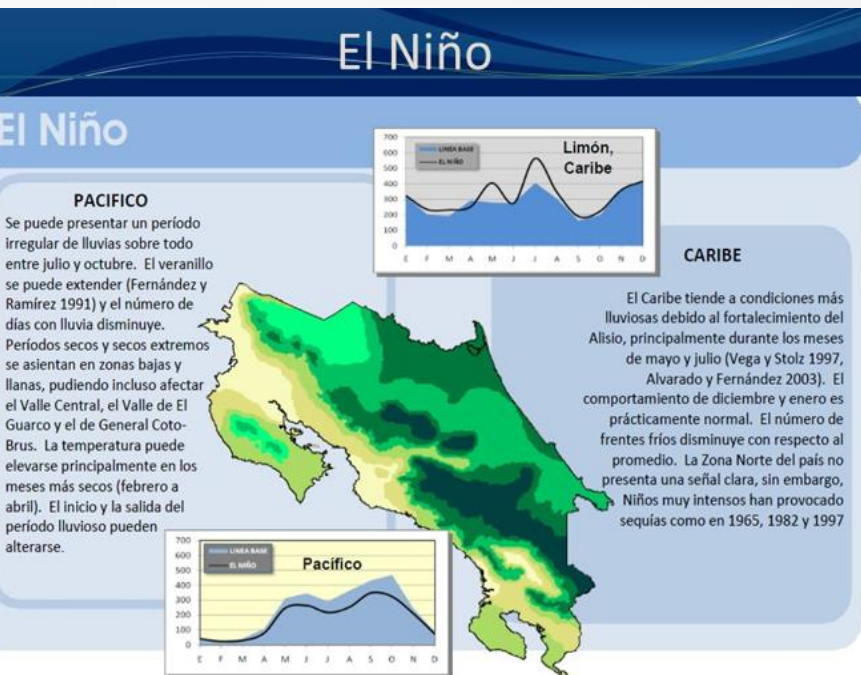 El Niño
El Niño
PACIFICO
Se puede presentar un período
irregular de lluvias sobre todo
entre julio y octubre. El veranillo
se puede extender (Fernández y
Ramírez 1991) y el número de
días con lluvia disminuye.
Períodos secos y secos extremos
se asientan en zonas bajas y
llanas, pudiendo incluso afectar
el Valle Central, el Valle de El
Guarco y el de General Coto-
Brus. La temperatura puede
elevarse principalmente en los
meses más secos (febrero a
abril). El inicio y la salida del
período lluvioso pueden
alterarse.
Limón,
Caribe
LINEA BASE
EL NIÑO
700
600
500
400
300
200
100
0
E F M A M J J A S O N D
CARIBE
El Caribe tiende a condiciones más
lluviosas debido al fortalecimiento del
Alisio, principalmente durante los meses
de mayo y julio (Vega y Stolz 1997,
Alvarado y Fernández 2003). El
comportamiento de diciembre y enero es
prácticamente normal. El número de
frentes fríos disminuye con respecto al
promedio. La Zona Norte del país no
presenta una señal clara, sin embargo,
Niños muy intensos han provocado
sequías como en 1965, 1982 y 1997
Pacífico
LINEA BASE
EL NIÑO
700
600
500
400
300
200
100
0
E F M A M J J A S O N D